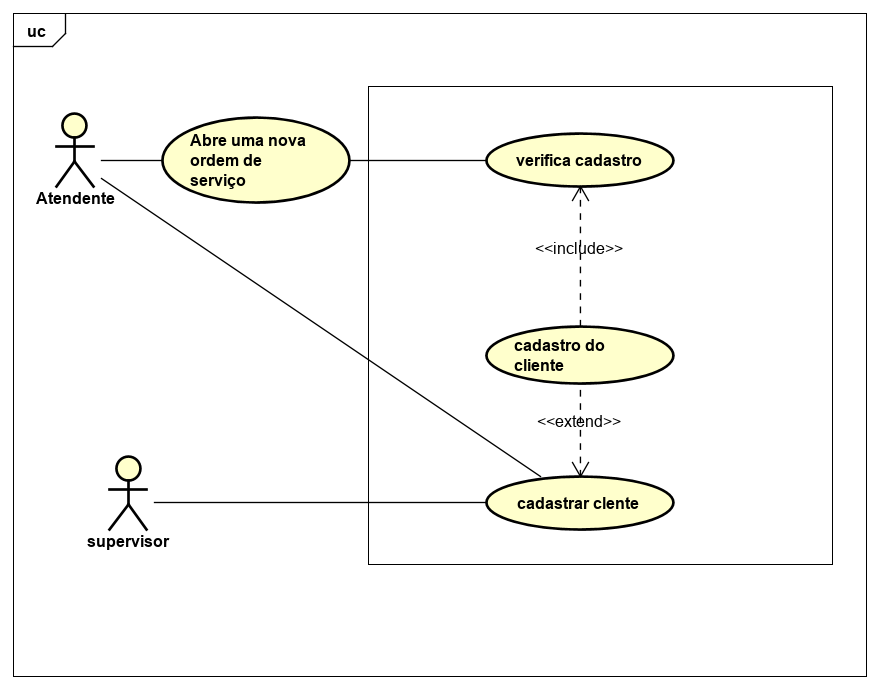 uc
Abre uma nova
ordem de
serviço
verifica cadastro
Atendente
<<include>>
cadastro do
cliente
<<extend>>
cadastrar clente
supervisor